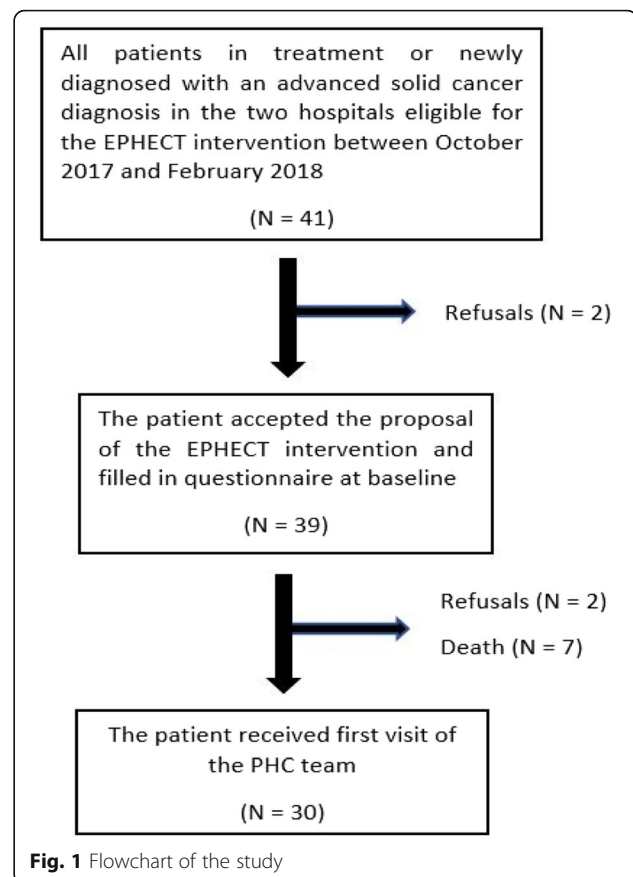 All patients in treatment or newly
diagnosed with an advanced solid cancer
diagnosis in the two hospitals eligible for
the EPHECT intervention between October
2017 and February 2018
(N = 41)
Refusals (N = 2)
The patient accepted the proposal
of the EPHECT intervention and
filled in questionnaire at baseline
(N = 39)
Refusals (N = 2)
Death (N = 7)
The patient received first visit of
the PHC team
(N = 30)
Fig. 1 Flowchart of the study